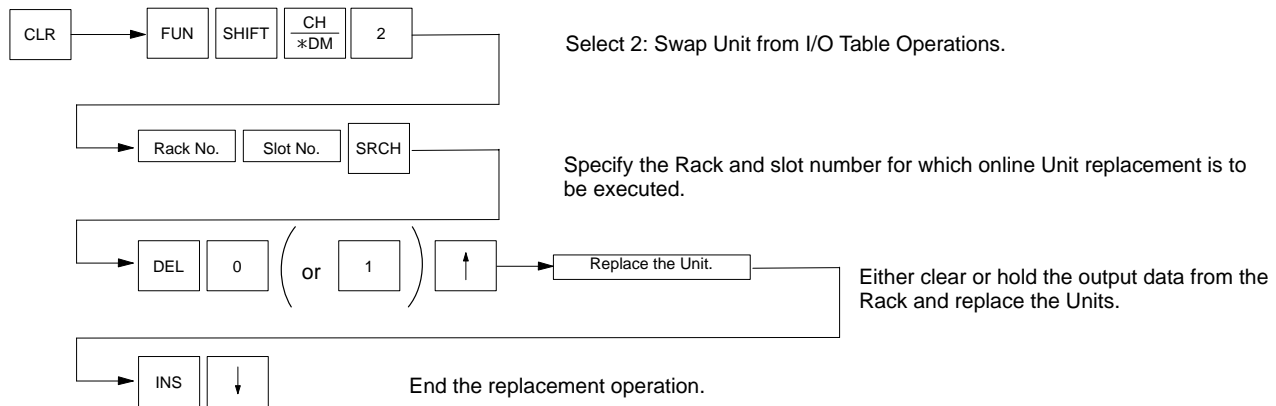 CLR FUN SHIFT CH *DM 2
Select 2: Swap Unit from I/O Table Operations.
Rack No. Slot No. SRCH
Specify the Rack and slot number for which online Unit replacement is to
be executed.
DEL 0 ( or 1 ) ↑ Replace the Unit.
Either clear or hold the output data from the
Rack and replace the Units.
INS ↓
End the replacement operation.